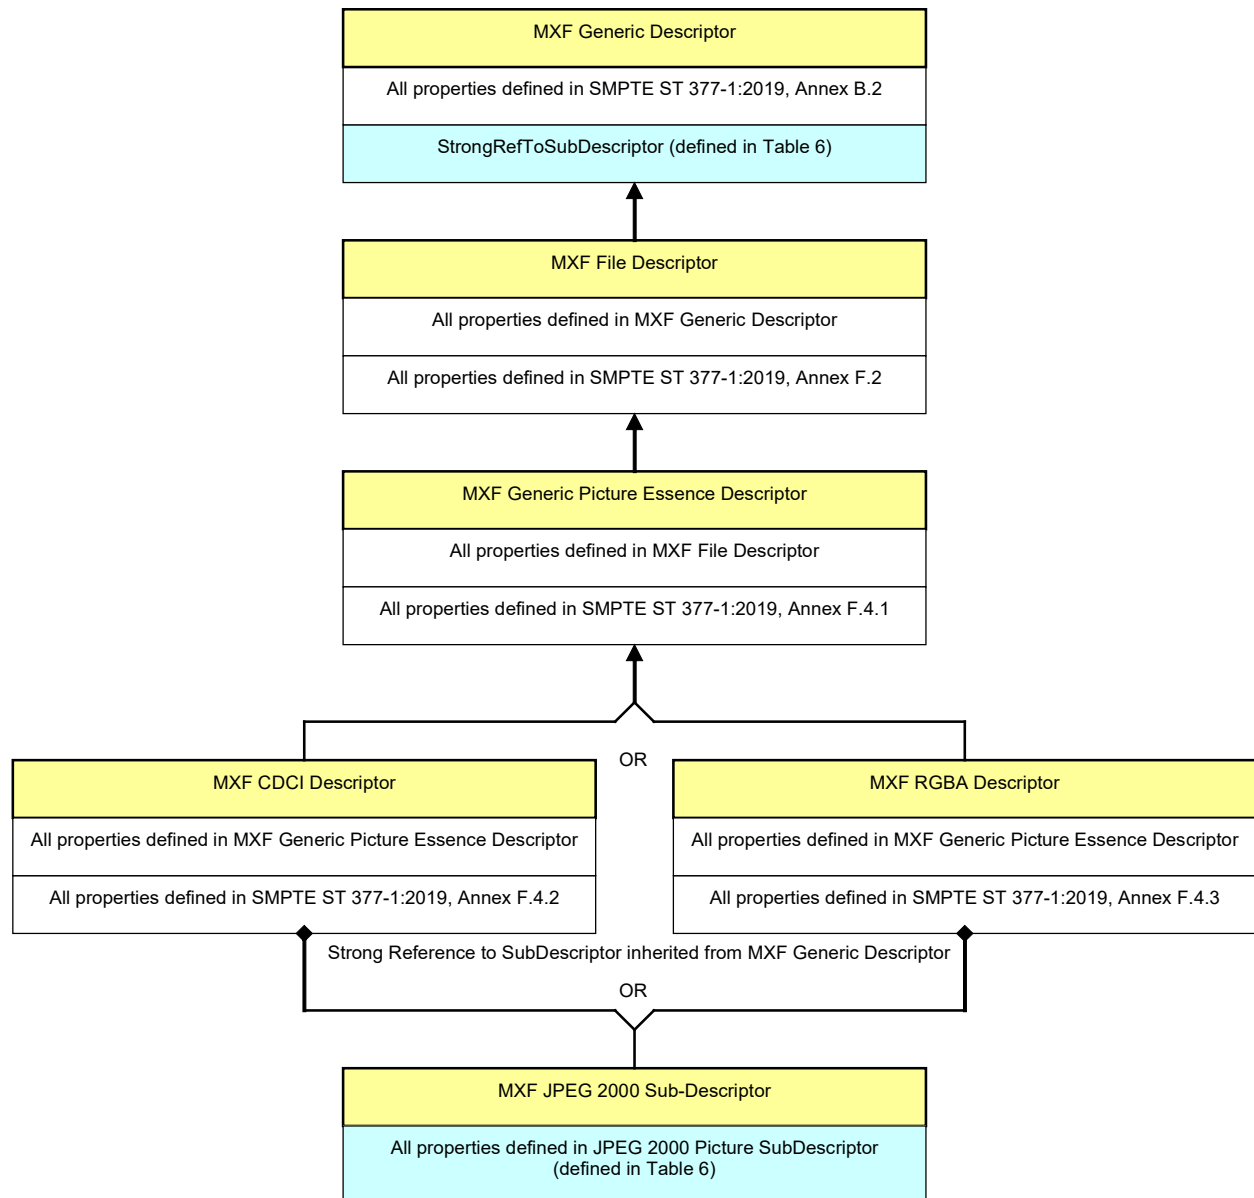 MXF Generic Descriptor
All properties defined in SMPTE ST 377-1:2019, Annex B.2
StrongRefToSubDescriptor (defined in Table 6)
MXF File Descriptor
All properties defined in MXF Generic Descriptor
All properties defined in SMPTE ST 377-1:2019, Annex F.2
MXF Generic Picture Essence Descriptor
All properties defined in MXF File Descriptor
All properties defined in SMPTE ST 377-1:2019, Annex F.4.1
OR
MXF CDCI Descriptor
All properties defined in MXF Generic Picture Essence Descriptor
All properties defined in SMPTE ST 377-1:2019, Annex F.4.2
MXF RGBA Descriptor
All properties defined in MXF Generic Picture Essence Descriptor
All properties defined in SMPTE ST 377-1:2019, Annex F.4.3
Strong Reference to SubDescriptor inherited from MXF Generic Descriptor
OR
MXF JPEG 2000 Sub-Descriptor
All properties defined in JPEG 2000 Picture SubDescriptor
(defined in Table 6)